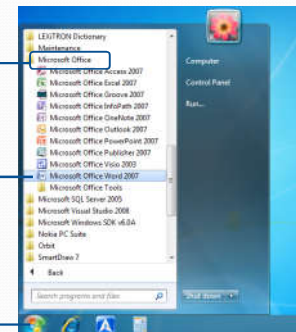 LEXiTRON Dictionary
Maintenance
Microsoft Office
Microsoft Office Access 2007
Microsoft Office Excel 2007
Microsoft Office Groove 2007
Microsoft Office InfoPath 2007
Microsoft Office OneNote 2007
Microsoft Office Outlook 2007
Microsoft Office PowerPoint 2007
Microsoft Office Publisher 2007
Microsoft Office Visio 2003
Microsoft Office Word 2007
Microsoft Office Tools
Microsoft SQL Server 2005
Microsoft Visual Studio 2008
Microsoft Windows SDK v6.0A
Nokia PC Suite
Orbit
SmartDraw 7
Back
Search programs and files
Computer
Control Panel
Run...
Shut down